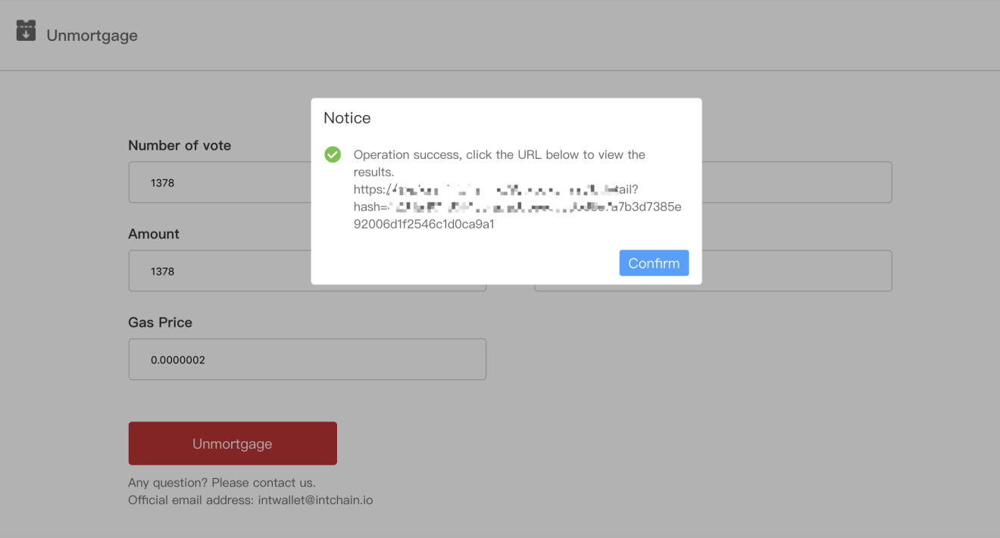 Unmortgage
Notice
Operation success, click the URL below to view the
results.
https:/
tail?
hash=
a7b3d7385e
92006d1f2546c1d0ca9a1
Confirm
Number of vote
1378
Amount
1378
Gas Price
0.0000002
Unmortgage
Any question? Please contact us.
Official email address: intwallet@intchain.io